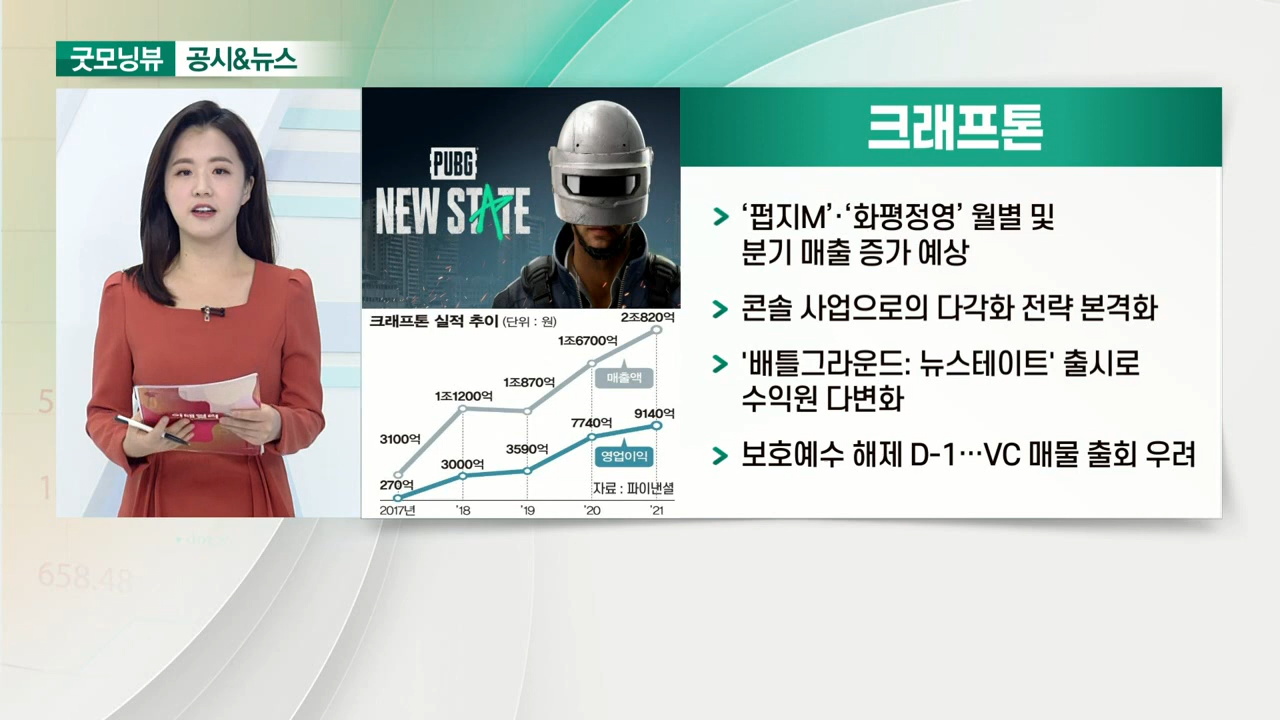 굿모닝뷰 공시&뉴스
PUBG
NEW STATE
크래프톤 실적 추이 (단위 : 원)
2조820억
1조6700억
매출액
1조870억
1조1200억
3100억
9140억
7740억
영업이익
3590억
3000억
270억
자료 : 파이낸셜
2017년 '18 '19 '20 '21
크래프톤
‘펍지M’·‘화평정영’ 월별 및
분기 매출 증가 예상
콘솔 사업으로의 다각화 전략 본격화
'배틀그라운드: 뉴스테이트' 출시로
수익원 다변화
보호예수 해제 D-1…VC 매물 출회 우려
이데일리
658.48